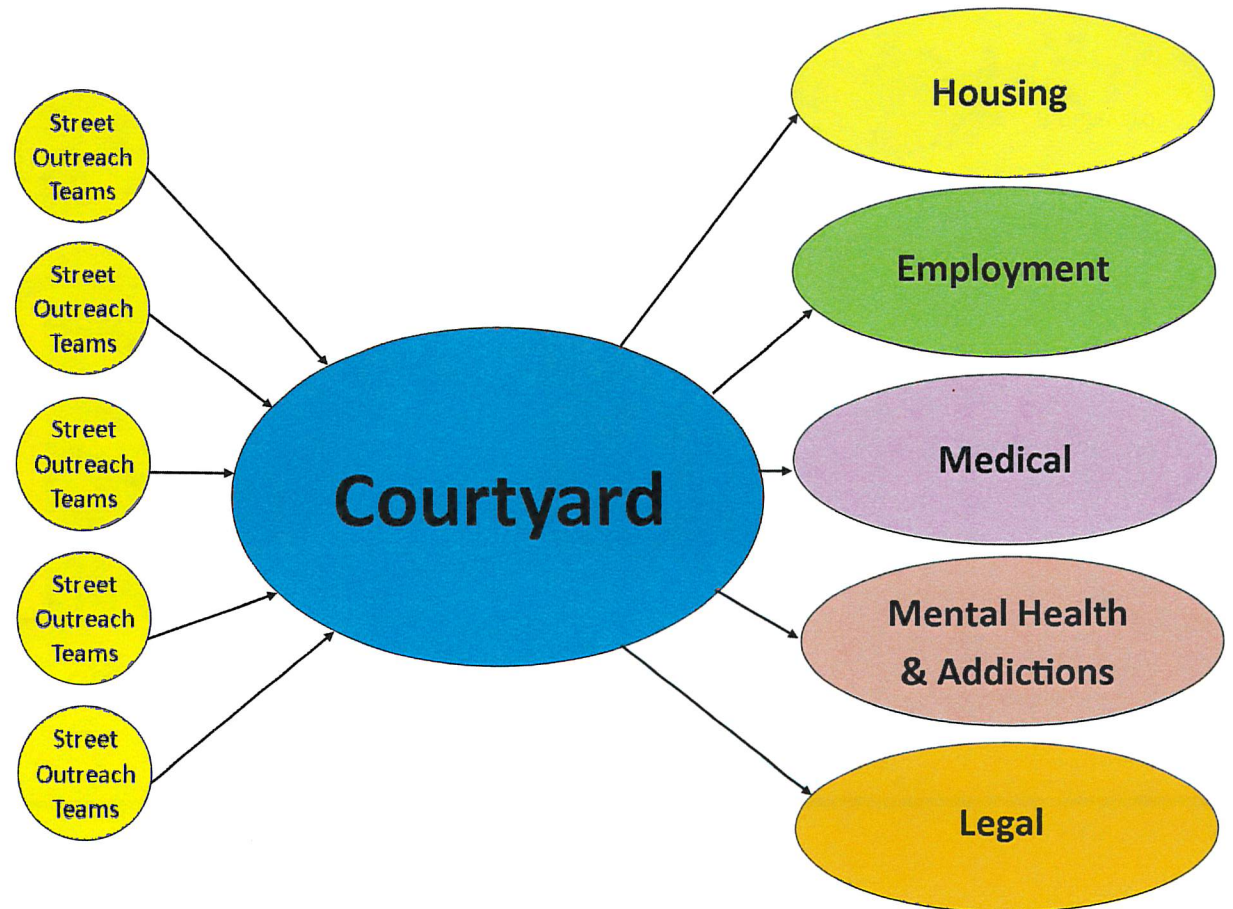 Street
Outreach
Teams
Street
Outreach
Teams
Street
Outreach
Teams
Street
Outreach
Teams
Street
Outreach
Teams
Courtyard
Housing
Employment
Medical
Mental Health
& Addictions
Legal